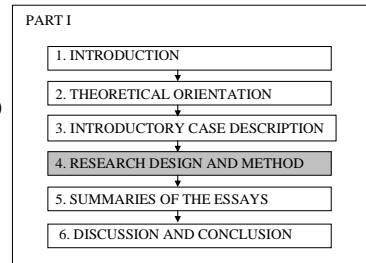 PART I
1. INTRODUCTION
2. THEORETICAL ORIENTATION
3. INTRODUCTORY CASE DESCRIPTION
4. RESEARCH DESIGN AND METHOD
5. SUMMARIES OF THE ESSAYS
6. DISCUSSION AND CONCLUSION